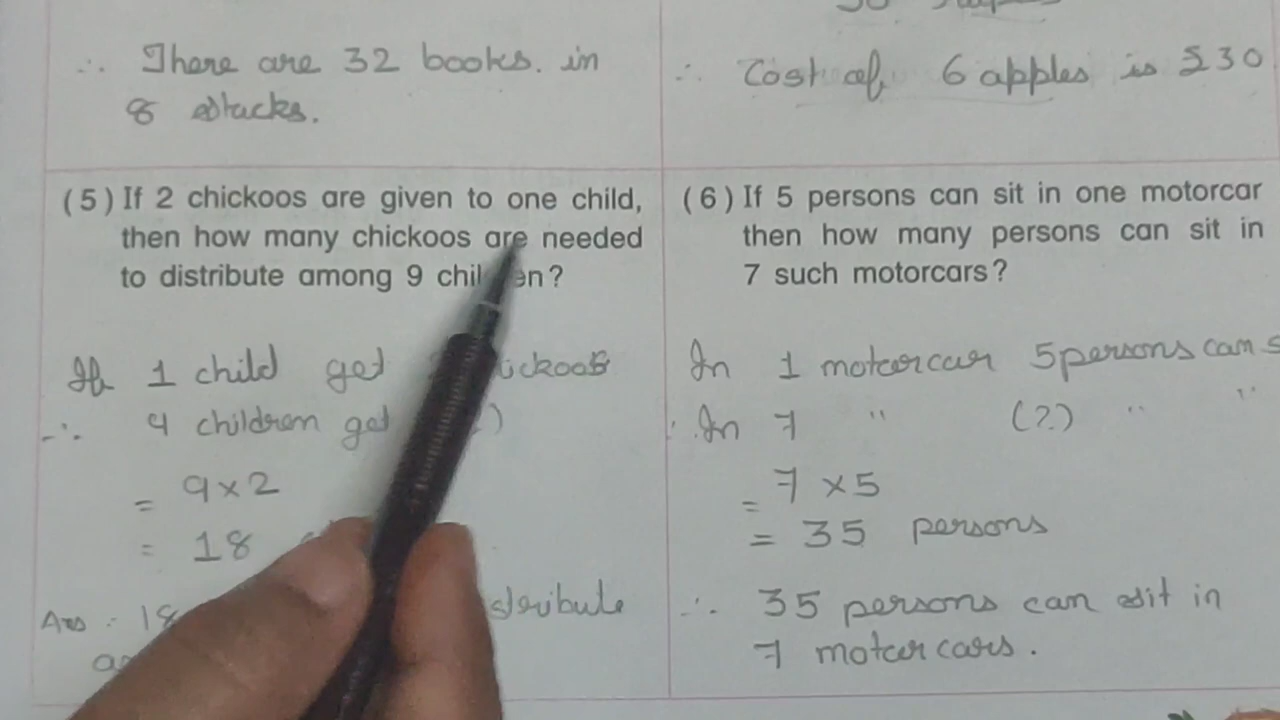 ∴ There are 32 books. in
8 stacks.
∴ Cost of 6 apples is ₹30
(5) If 2 chickoos are given to one child,
then how many chickoos are needed
to distribute among 9 children?
If 1 child get
∴ 9 children get
= 9×2
= 18
Ans : 18 distribute
(6) If 5 persons can sit in one motorcar
then how many persons can sit in
7 such motorcars?
In 1 motorcar 5 persons can s
∴ In 7 " (?) " "
= 7 ×5
= 35 persons
∴ 35 persons can sit in
7 motor cars.